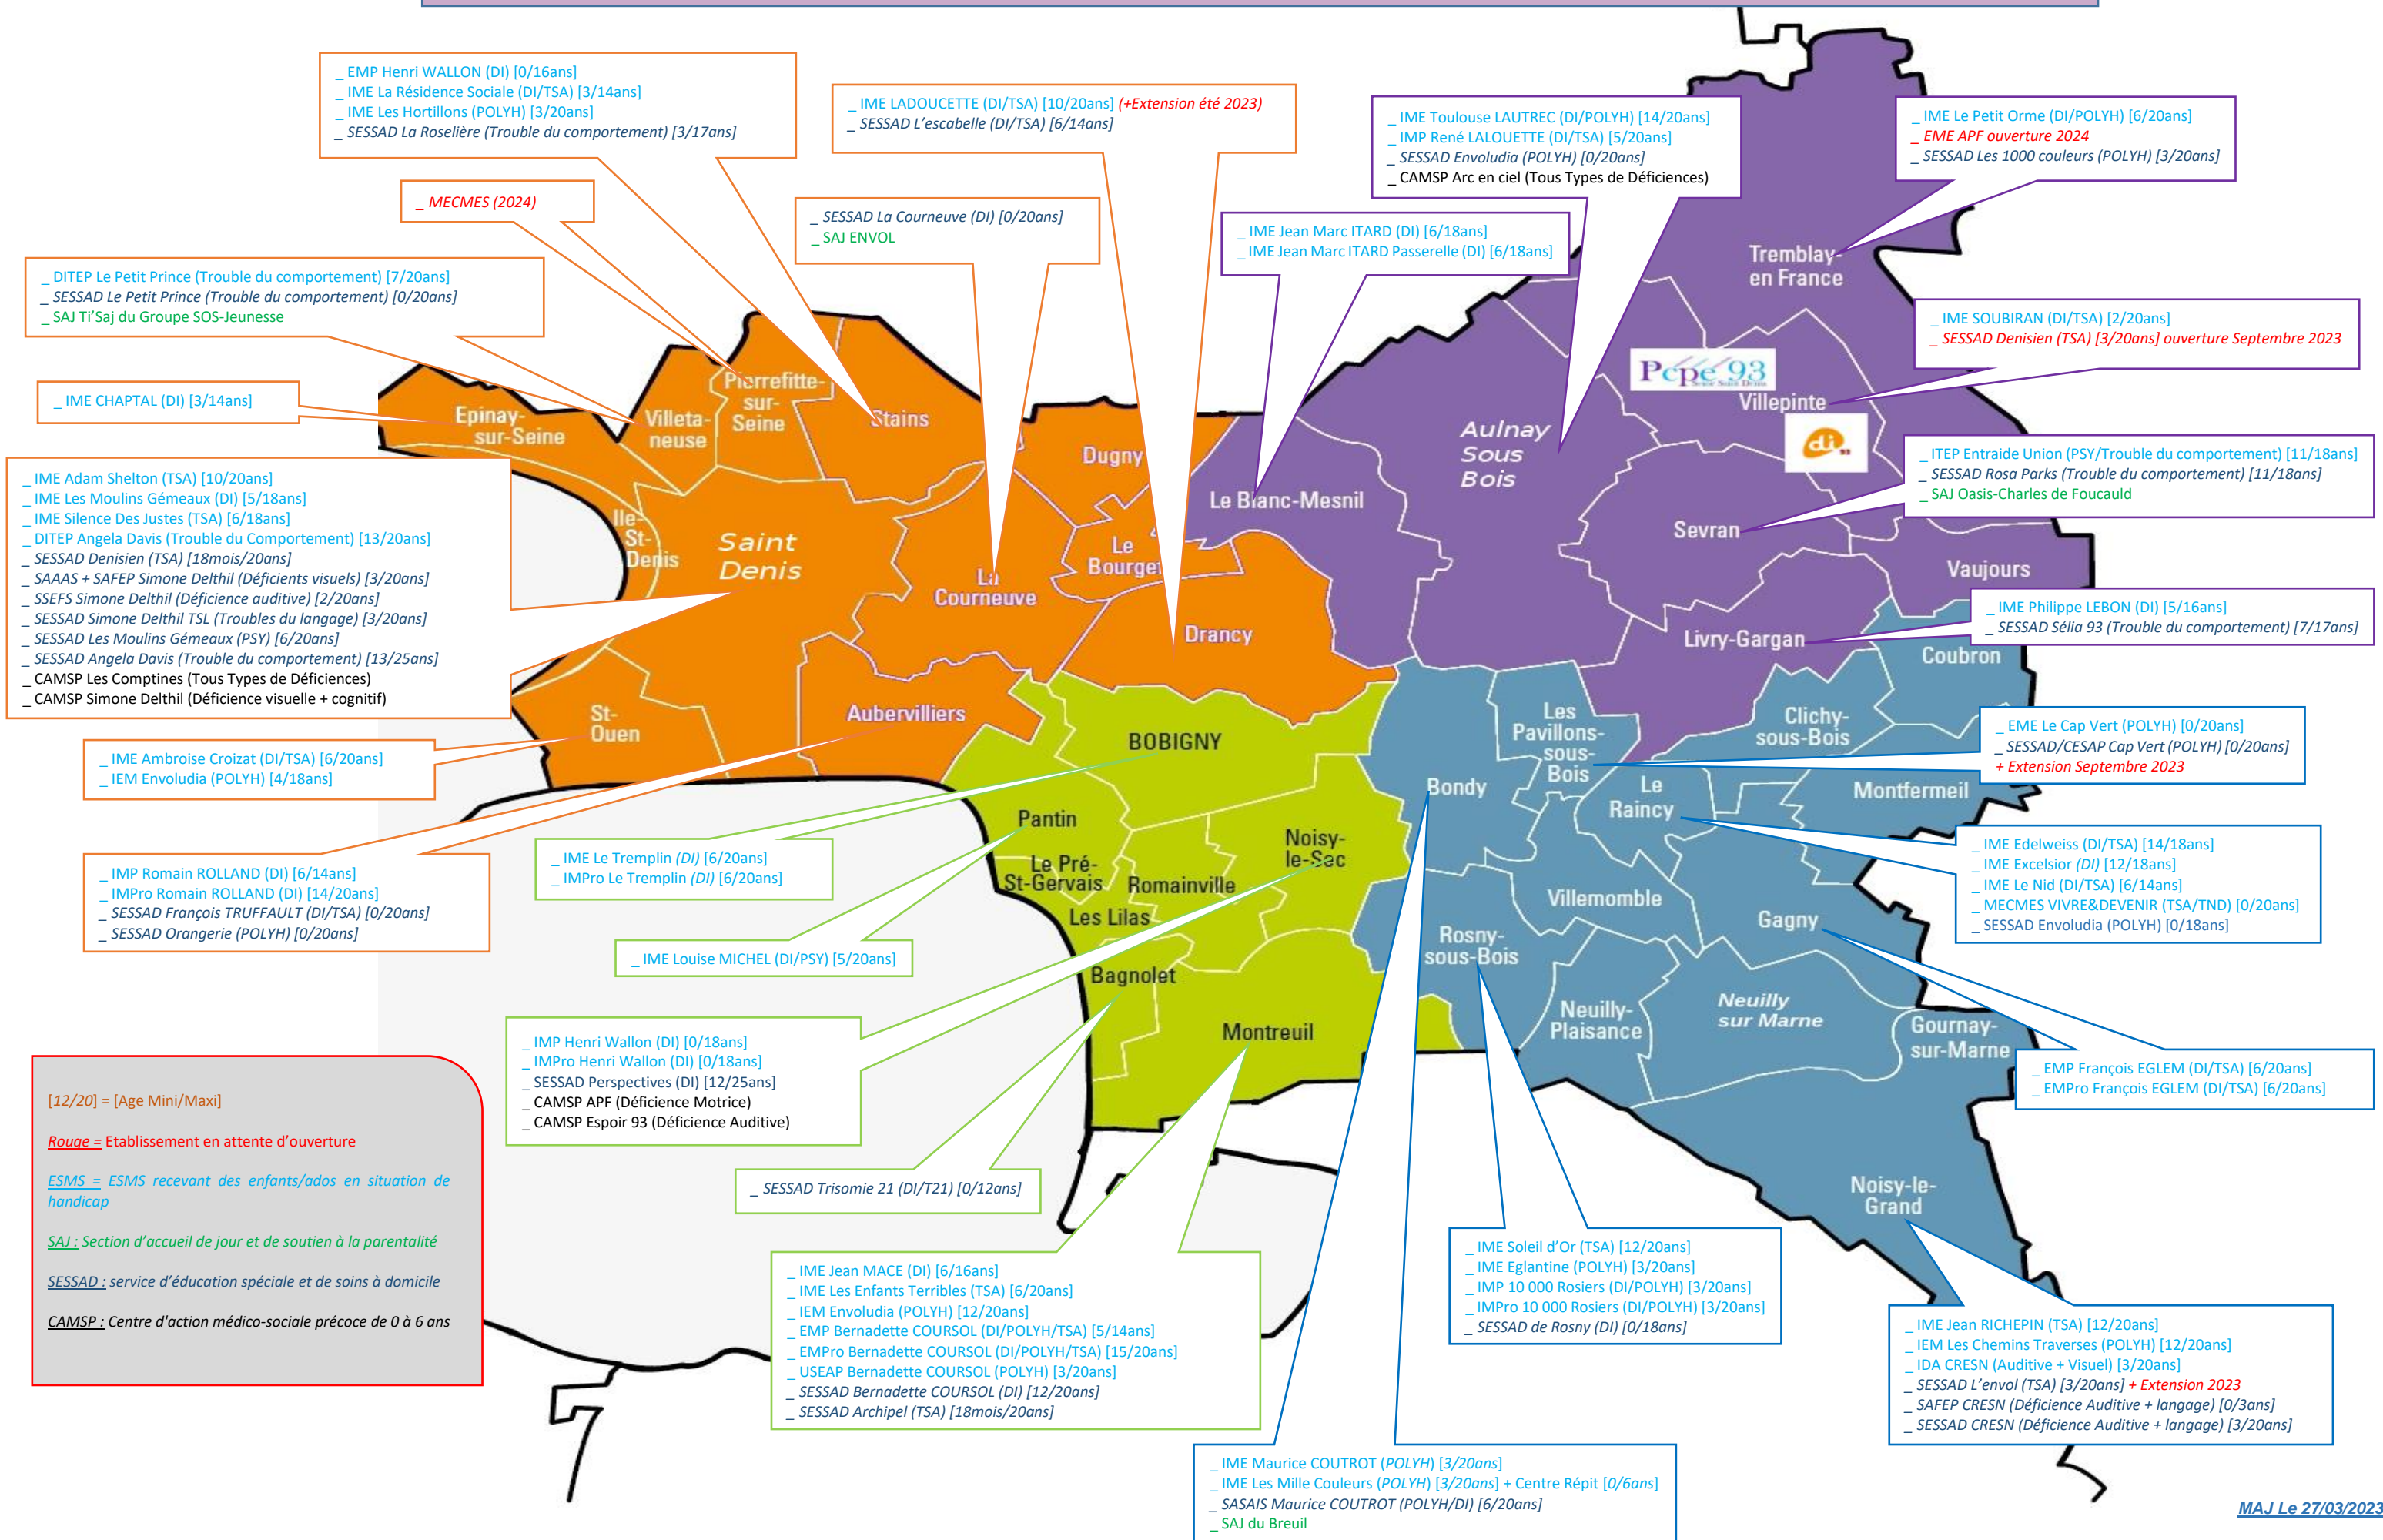 _ EMP Henri WALLON (DI) [0/16ans]
_ IME La Résidence Sociale (DI/TSA) [3/14ans]
_ IME Les Hortillons (POLYH) [3/20ans]
_ SESSAD La Roselière (Trouble du comportement) [3/17ans]
_ IME LADOUCETTE (DI/TSA) [10/20ans] (+Extension été 2023)
_ SESSAD L'escabelle (DI/TSA) [6/14ans]
_ IME Toulouse LAUTREC (DI/POLYH) [14/20ans]
_ IMP René LALOUETTE (DI/TSA) [5/20ans]
_ SESSAD Envoludia (POLYH) [0/20ans]
_ CAMSP Arc en ciel (Tous Types de Déficiences)
_ IME Le Petit Orme (DI/POLYH) [6/20ans]
_ EME APF ouverture 2024
_ SESSAD Les 1000 couleurs (POLYH) [3/20ans]
_ MECMES (2024)
_ SESSAD La Courneuve (DI) [0/20ans]
_ SAJ ENVOL
_ IME Jean Marc ITARD (DI) [6/18ans]
_ IME Jean Marc ITARD Passerelle (DI) [6/18ans]
_ DITEP Le Petit Prince (Trouble du comportement) [7/20ans]
_ SESSAD Le Petit Prince (Trouble du comportement) [0/20ans]
_ SAJ Ti'Saj du Groupe SOS-Jeunesse
_ IME SOUBIRAN (DI/TSA) [2/20ans]
_ SESSAD Denisien (TSA) [3/20ans] ouverture Septembre 2023
_ IME CHAPTAL (DI) [3/14ans]
_ ITEP Entraide Union (PSY/Trouble du comportement) [11/18ans]
_ SESSAD Rosa Parks (Trouble du comportement) [11/18ans]
_ SAJ Oasis-Charles de Foucauld
_ IME Adam Shelton (TSA) [10/20ans]
_ IME Les Moulins Gémeaux (DI) [5/18ans]
_ IME Silence Des Justes (TSA) [6/18ans]
_ DITEP Angela Davis (Trouble du Comportement) [13/20ans]
_ SESSAD Denisien (TSA) [18mois/20ans]
_ SAAAS + SAFEP Simone Delthil (Déficients visuels) [3/20ans]
_ SSEFS Simone Delthil (Déficience auditive) [2/20ans]
_ SESSAD Simone Delthil TSL (Troubles du langage) [3/20ans]
_ SESSAD Les Moulins Gémeaux (PSY) [6/20ans]
_ SESSAD Angela Davis (Trouble du comportement) [13/25ans]
_ CAMSP Les Comptines (Tous Types de Déficiences)
_ CAMSP Simone Delthil (Déficience visuelle + cognitif)
_ IME Philippe LEBON (DI) [5/16ans]
_ SESSAD Sélia 93 (Trouble du comportement) [7/17ans]
_ IME Ambroise Croizat (DI/TSA) [6/20ans]
_ IEM Envoludia (POLYH) [4/18ans]
_ EME Le Cap Vert (POLYH) [0/20ans]
_ SESSAD/CESAP Cap Vert (POLYH) [0/20ans]
+ Extension Septembre 2023
_ IMP Romain ROLLAND (DI) [6/14ans]
_ IMPro Romain ROLLAND (DI) [14/20ans]
_ SESSAD François TRUFFAULT (DI/TSA) [0/20ans]
_ SESSAD Orangerie (POLYH) [0/20ans]
_ IME Le Tremplin (DI) [6/20ans]
_ IMPro Le Tremplin (DI) [6/20ans]
_ IME Edelweiss (DI/TSA) [14/18ans]
_ IME Excelsior (DI) [12/18ans]
_ IME Le Nid (DI/TSA) [6/14ans]
_ MECMES VIVRE&DEVENIR (TSA/TND) [0/20ans]
_ SESSAD Envoludia (POLYH) [0/18ans]
_ IME Louise MICHEL (DI/PSY) [5/20ans]
_ IMP Henri Wallon (DI) [0/18ans]
_ IMPro Henri Wallon (DI) [0/18ans]
_ SESSAD Perspectives (DI) [12/25ans]
_ CAMSP APF (Déficience Motrice)
_ CAMSP Espoir 93 (Déficience Auditive)
_ EMP François EGLEM (DI/TSA) [6/20ans]
_ EMPro François EGLEM (DI/TSA) [6/20ans]
_ SESSAD Trisomie 21 (DI/T21) [0/12ans]
_ IME Jean MACE (DI) [6/16ans]
_ IME Les Enfants Terribles (TSA) [6/20ans]
_ IEM Envoludia (POLYH) [12/20ans]
_ EMP Bernadette COURSOL (DI/POLYH/TSA) [5/14ans]
_ EMPro Bernadette COURSOL (DI/POLYH/TSA) [15/20ans]
_ USEAP Bernadette COURSOL (POLYH) [3/20ans]
_ SESSAD Bernadette COURSOL (DI) [12/20ans]
_ SESSAD Archipel (TSA) [18mois/20ans]
_ IME Soleil d'Or (TSA) [12/20ans]
_ IME Eglantine (POLYH) [3/20ans]
_ IMP 10 000 Rosiers (DI/POLYH) [3/20ans]
_ IMPro 10 000 Rosiers (DI/POLYH) [3/20ans]
_ SESSAD de Rosny (DI) [0/18ans]
_ IME Jean RICHEPIN (TSA) [12/20ans]
_ IEM Les Chemins Traverses (POLYH) [12/20ans]
_ IDA CRESN (Auditive + Visuel) [3/20ans]
_ SESSAD L'envol (TSA) [3/20ans] + Extension 2023
_ SAFEP CRESN (Déficience Auditive + langage) [0/3ans]
_ SESSAD CRESN (Déficience Auditive + langage) [3/20ans]
_ IME Maurice COUTROT (POLYH) [3/20ans]
_ IME Les Mille Couleurs (POLYH) [3/20ans] + Centre Répit [0/6ans]
_ SASAIS Maurice COUTROT (POLYH/DI) [6/20ans]
_ SAJ du Breuil
[12/20] = [Age Mini/Maxi]
Rouge = Etablissement en attente d'ouverture
ESMS = ESMS recevant des enfants/ados en situation de
handicap
SAJ : Section d'accueil de jour et de soutien à la parentalité
SESSAD : service d'éducation spéciale et de soins à domicile
CAMSP : Centre d'action médico-sociale précoce de 0 à 6 ans
Epinay-
sur-Seine
Villeta-
neuse
Pierrefitte-
sur-
Seine
Stains
Ile-
St-
Denis
Saint
Denis
La
Courneuve
Dugny
Le
Bourget
Drancy
St-
Ouen
Aubervilliers
Le Blanc-Mesnil
Aulnay
Sous
Bois
Tremblay-
en France
Pcpe 93
Villepinte
di
Sevran
Vaujours
Livry-Gargan
Coubron
Clichy-
sous-Bois
Montfermeil
Les
Pavillons-
sous-
Bois
Bondy
Le
Raincy
Villemomble
Gagny
Rosny-
sous-Bois
Neuilly-
Plaisance
Neuilly
sur Marne
Gournay-
sur-Marne
Noisy-le-
Grand
BOBIGNY
Pantin
Le Pré-
St-Gervais
Romainville
Noisy-
le-Sac
Les Lilas
Bagnolet
Montreuil
MAJ Le 27/03/2023